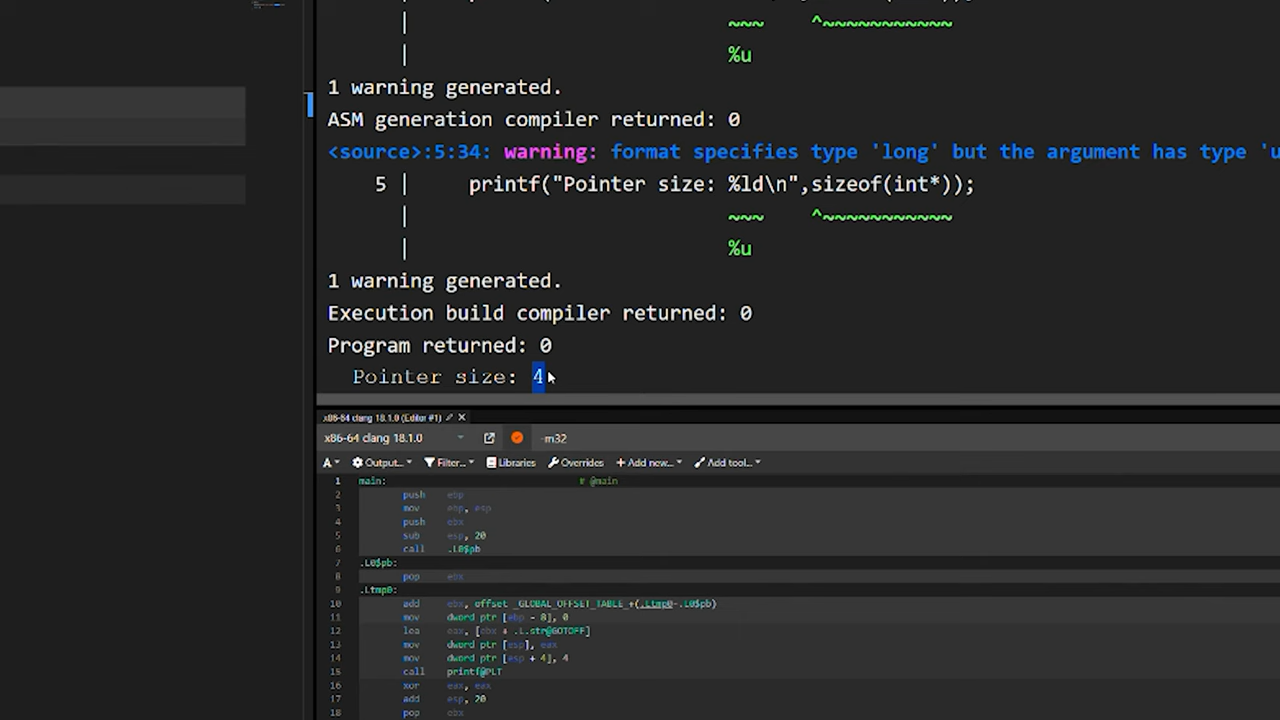 |
~~~ ^~~~~~~~~~~~
|
%u
1 warning generated.
ASM generation compiler returned: 0
<source>:5:34: warning: format specifies type 'long' but the argument has type 'u
5 | printf("Pointer size: %ld\n",sizeof(int*));
|
~~~ ^~~~~~~~~~~~
|
%u
1 warning generated.
Execution build compiler returned: 0
Program returned: 0
Pointer size: 4
x86-64 clang 18.1.0 (Editor #1)
x86-64 clang 18.1.0 -m32
A Output... Filter... Libraries Overrides + Add new... Add tool...
1 main: # @main
2 push ebp
3 mov ebp, esp
4 push ebx
5 sub esp, 20
6 call .L0$pb
7 .L0$pb:
8 pop ebx
9 .Ltmp0:
10 add ebx, offset _GLOBAL_OFFSET_TABLE_+(.Ltmp0-.L0$pb)
11 mov dword ptr [ebp - 8], 0
12 lea eax, [ebx + .L.str@GOTOFF]
13 mov dword ptr [esp], eax
14 mov dword ptr [esp + 4], 4
15 call printf@PLT
16 xor eax, eax
17 add esp, 20
18 pop ebx